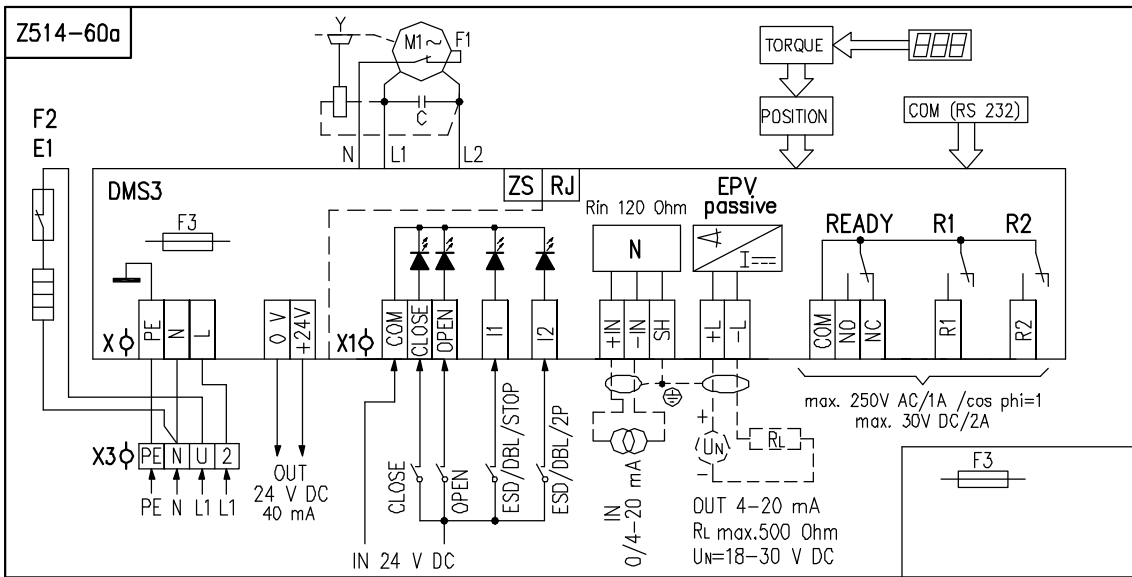 Z514-60a
Y
M1~
F1
C
N
L1
L2
TORQUE
888
POSITION
COM (RS 232)
F2
E1
DMS3
F3
ZS
RJ
Rin 120 Ohm
N
EPV
passive
I
READY
R1
R2
X
PE
N
L
0 V
+24V
X1
COM
CLOSE
OPEN
I1
I2
+IN
-IN
SH
+L
-L
COM
NO
NC
R1
R2
max. 250V AC/1A /cos phi=1
max. 30V DC/2A
X3
PE
N
U
2
PE
N
L1
L1
OUT
24 V DC
40 mA
CLOSE
OPEN
ESD/DBL/STOP
ESD/DBL/2P
IN 24 V DC
IN
0/4-20 mA
+
UN
-
RL
OUT 4-20 mA
RL max.500 Ohm
UN=18-30 V DC
F3